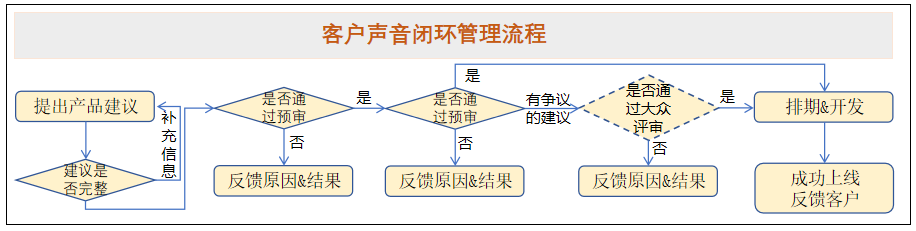 客户声音闭环管理流程
提出产品建议
建议是
否完整
补
充
信
息
是否通
过预审
是
否
反馈原因&结果
是否通
过预审
是
否
反馈原因&结果
有争议
的建议
是否通
过大众
评审
是
否
反馈原因&结果
排期&开发
成功上线
反馈客户